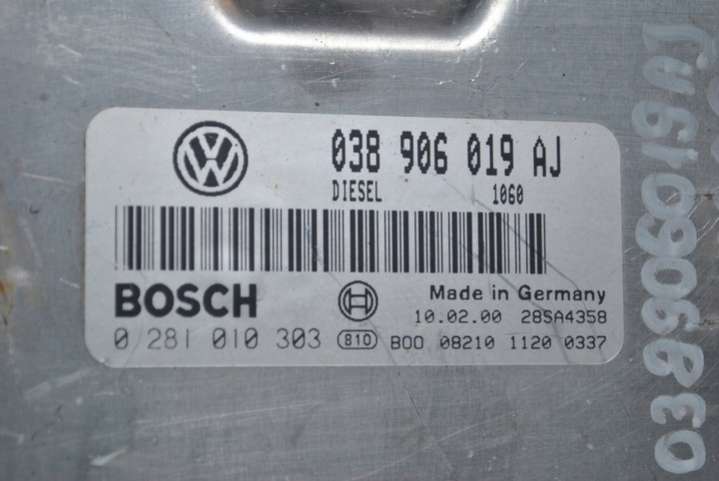 038 906 019 AJ
DIESEL 1060
BOSCH
Made in Germany
10.02.00 28SA4358
0 281 010 303 810 B00 08210 1120 0337
038906019AJ